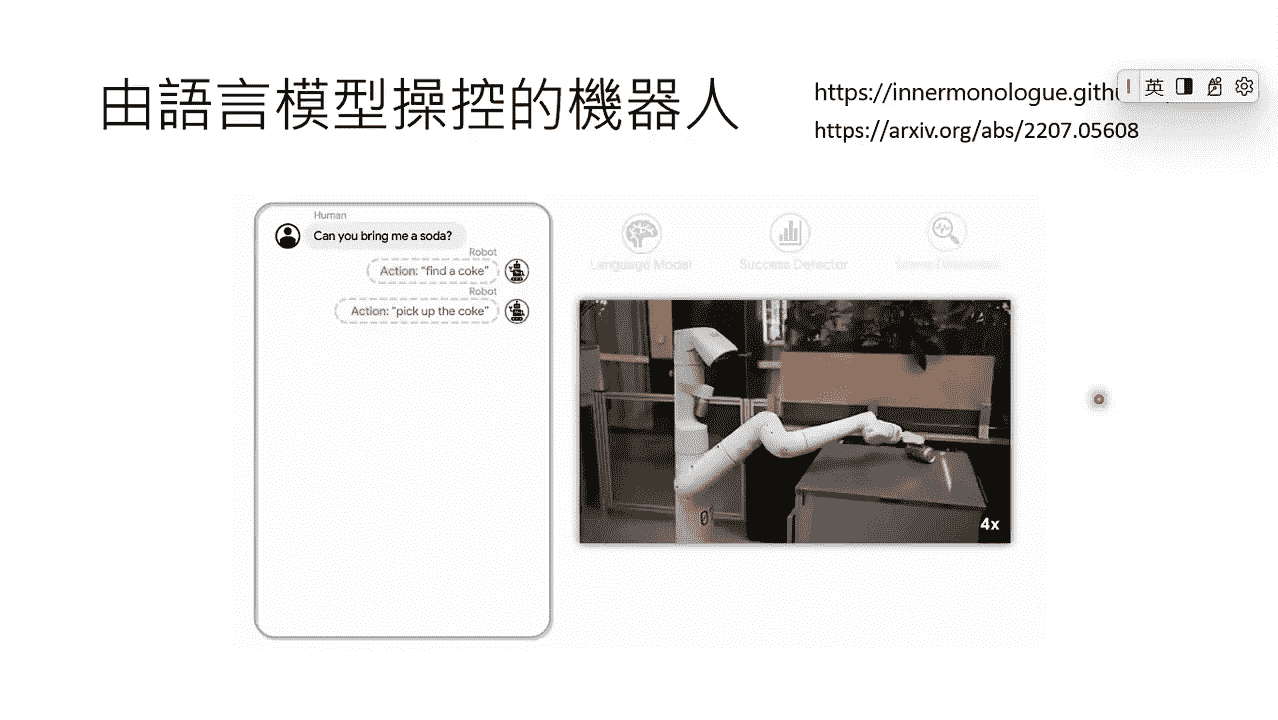 由語言模型操控的機器人
https://innermonologue.githu
https://arxiv.org/abs/2207.05608
英
Human
Can you bring me a soda?
Robot
Action: "find a coke"
Robot
Action: "pick up the coke"
Language Model
Success Detector
4x